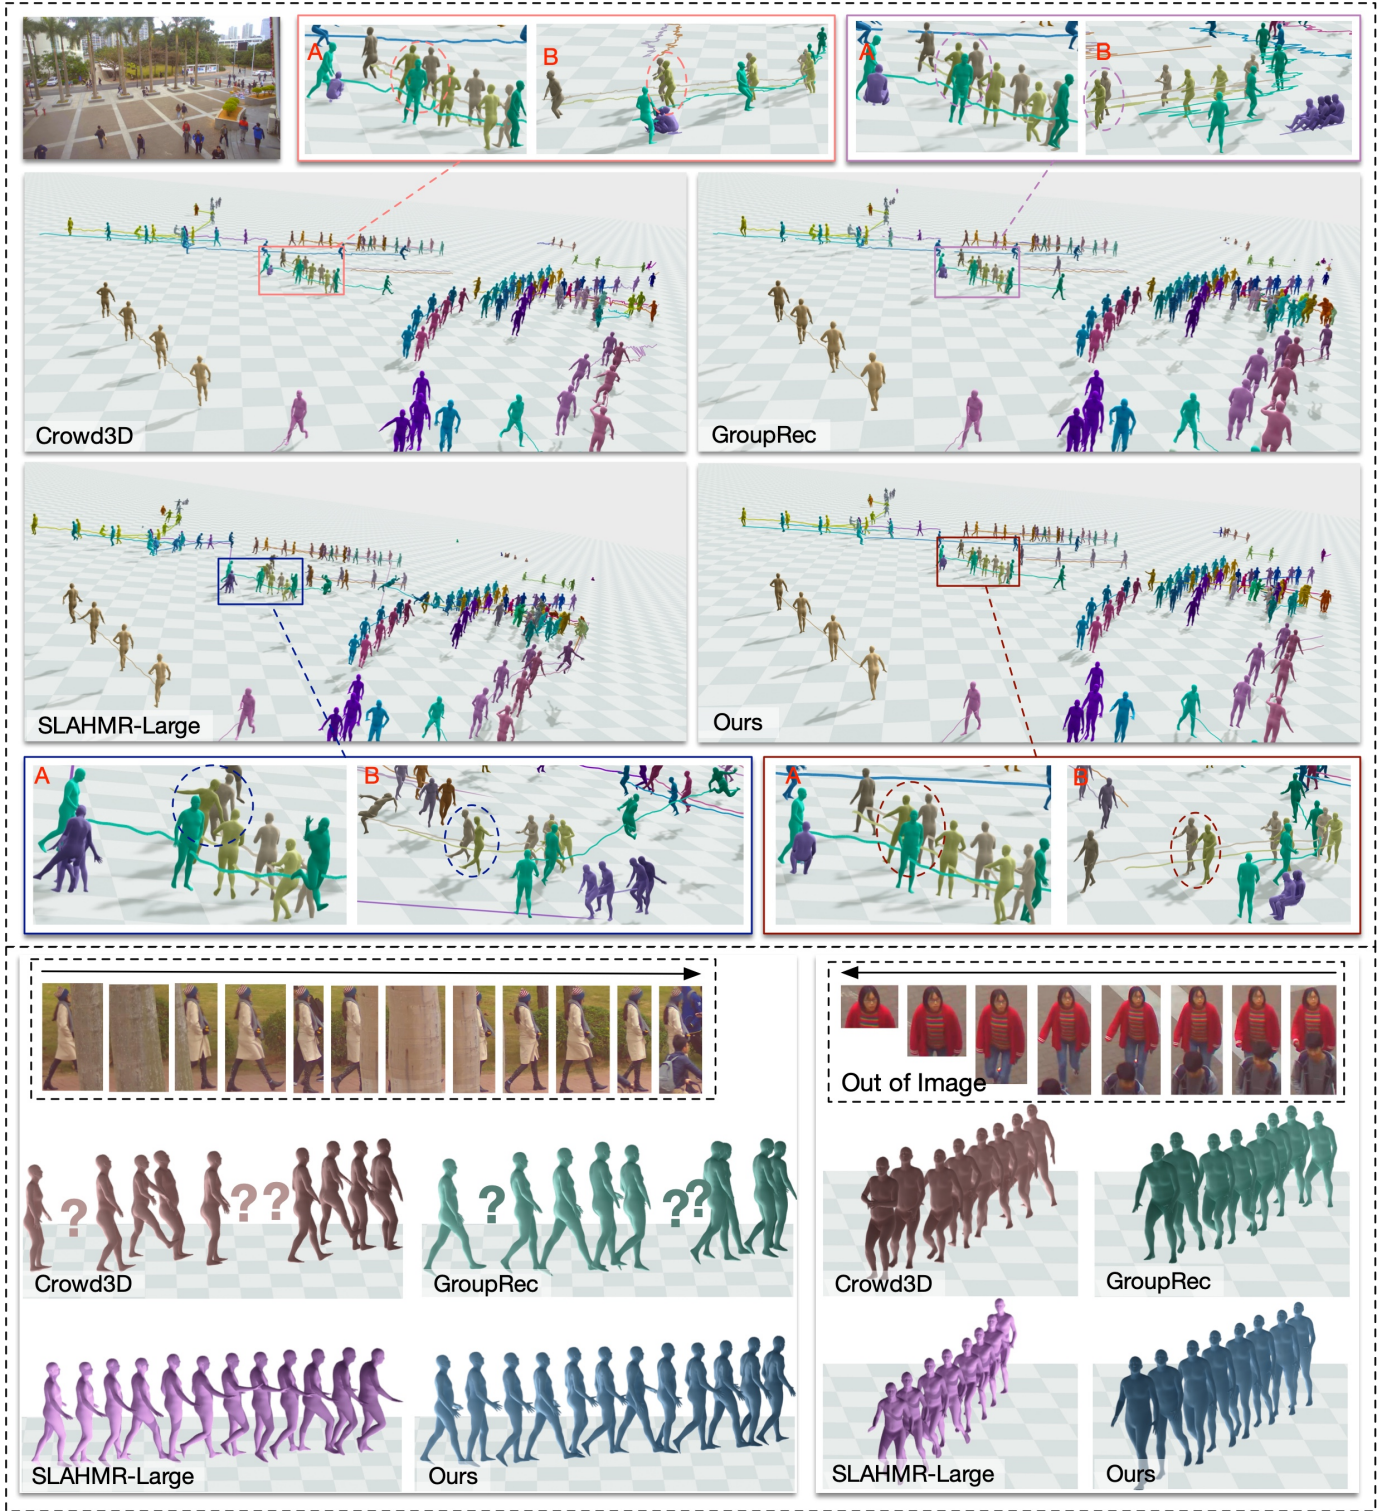 A
B
A
B
Crowd3D
GroupRec
SLAHMR-Large
Ours
A
B
A
B
Out of Image
? ? ?
? ? ?
Crowd3D
GroupRec
Crowd3D
GroupRec
SLAHMR-Large
Ours
SLAHMR-Large
Ours